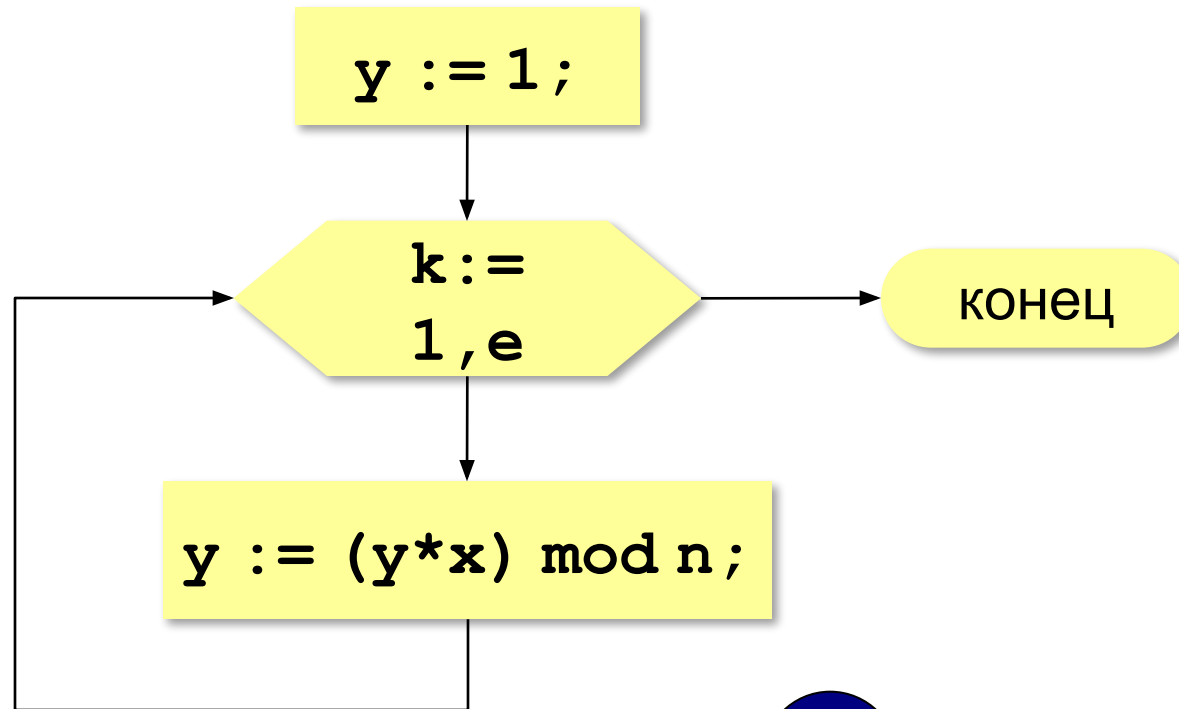 y := 1;
k:=
1,e
конец
y := (y*x) mod n;